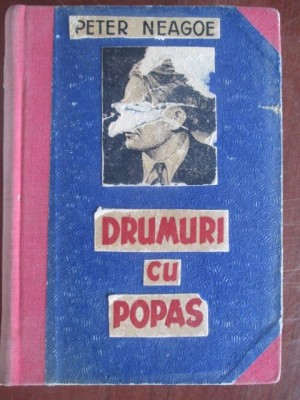 PETER NEAGOE
DRUMURI
CU
POPAS